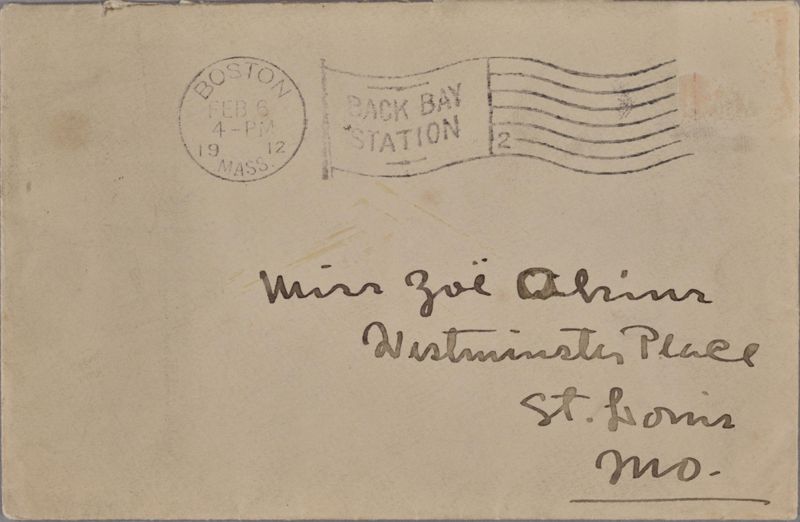 BOSTON
FEB 6
4-PM
19 12
MASS.
BACK BAY
STATION
2
Miss Zoë Akins
Westminster Place
St. Louis
Mo.